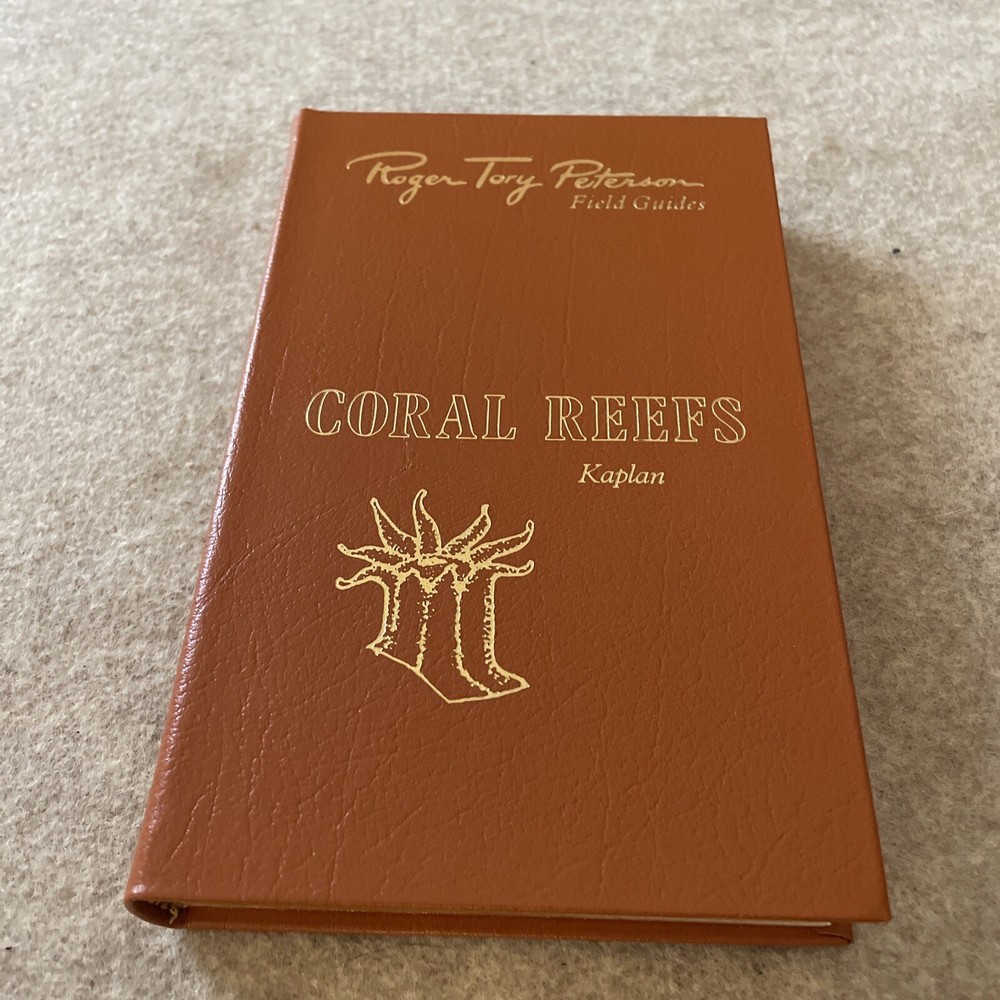 Roger Tory Peterson
Field Guides
CORAL REEFS
Kaplan